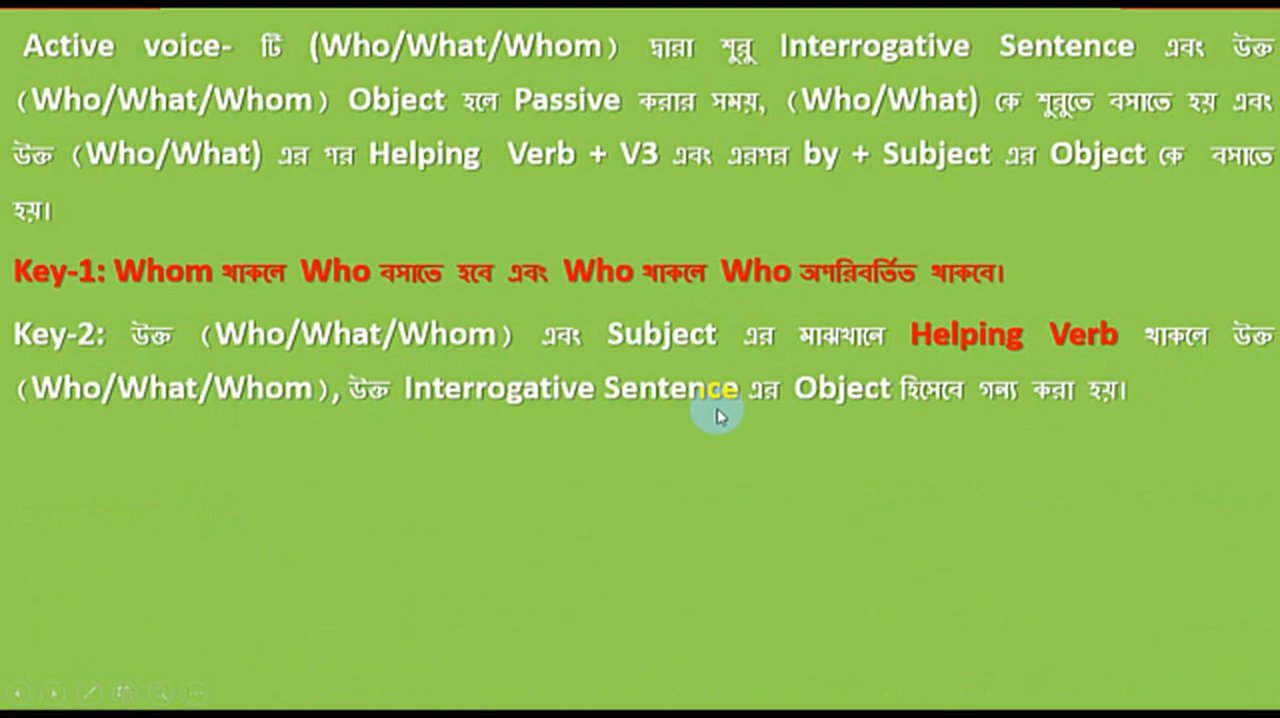 Active voice- টি (Who/What/Whom) দ্বারা শুরু Interrogative Sentence এবং উক্ত
(Who/What/Whom) Object হলে Passive করার সময়, (Who/What) কে শুরুতে বসাতে হয় এবং
উক্ত (Who/What) এর পর Helping Verb + V3 এবং এরপর by + Subject এর Object কে বসাতে
হয়।
Key-1: Whom থাকলে Who বসাতে হবে এবং Who থাকলে Who অপরিবর্তিত থাকবে।
Key-2: উক্ত (Who/What/Whom) এবং Subject এর মাঝখানে Helping Verb থাকলে উক্ত
(Who/What/Whom), উক্ত Interrogative Sentence এর Object হিসেবে গন্য করা হয়।